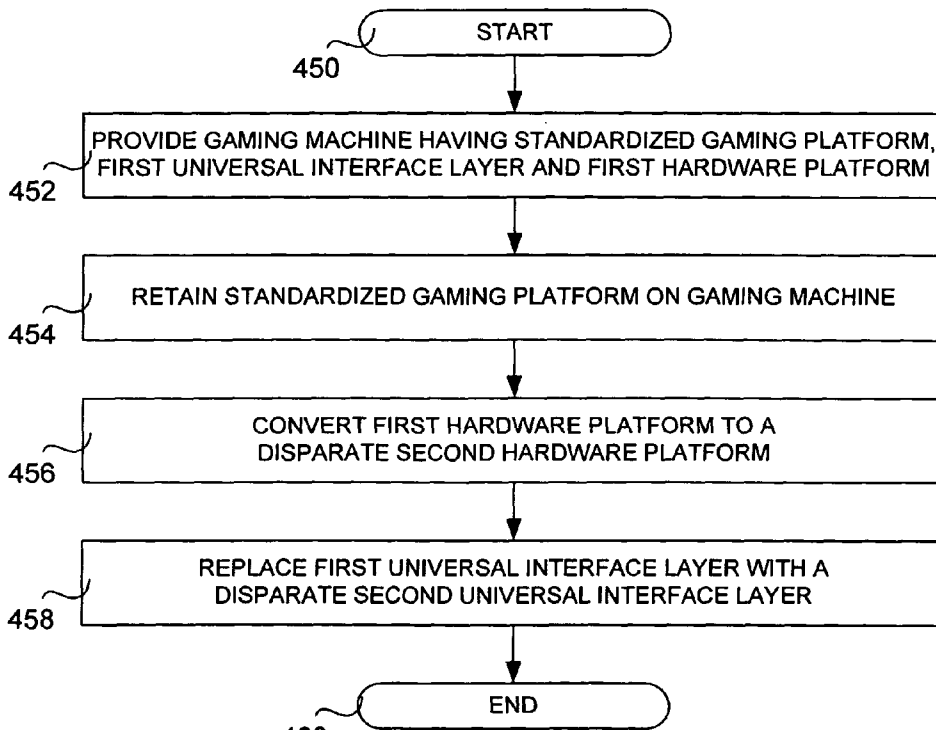 START
450
PROVIDE GAMING MACHINE HAVING STANDARDIZED GAMING PLATFORM,
FIRST UNIVERSAL INTERFACE LAYER AND FIRST HARDWARE PLATFORM
452
RETAIN STANDARDIZED GAMING PLATFORM ON GAMING MACHINE
454
CONVERT FIRST HARDWARE PLATFORM TO A
DISPARATE SECOND HARDWARE PLATFORM
456
REPLACE FIRST UNIVERSAL INTERFACE LAYER WITH A
DISPARATE SECOND UNIVERSAL INTERFACE LAYER
458
END